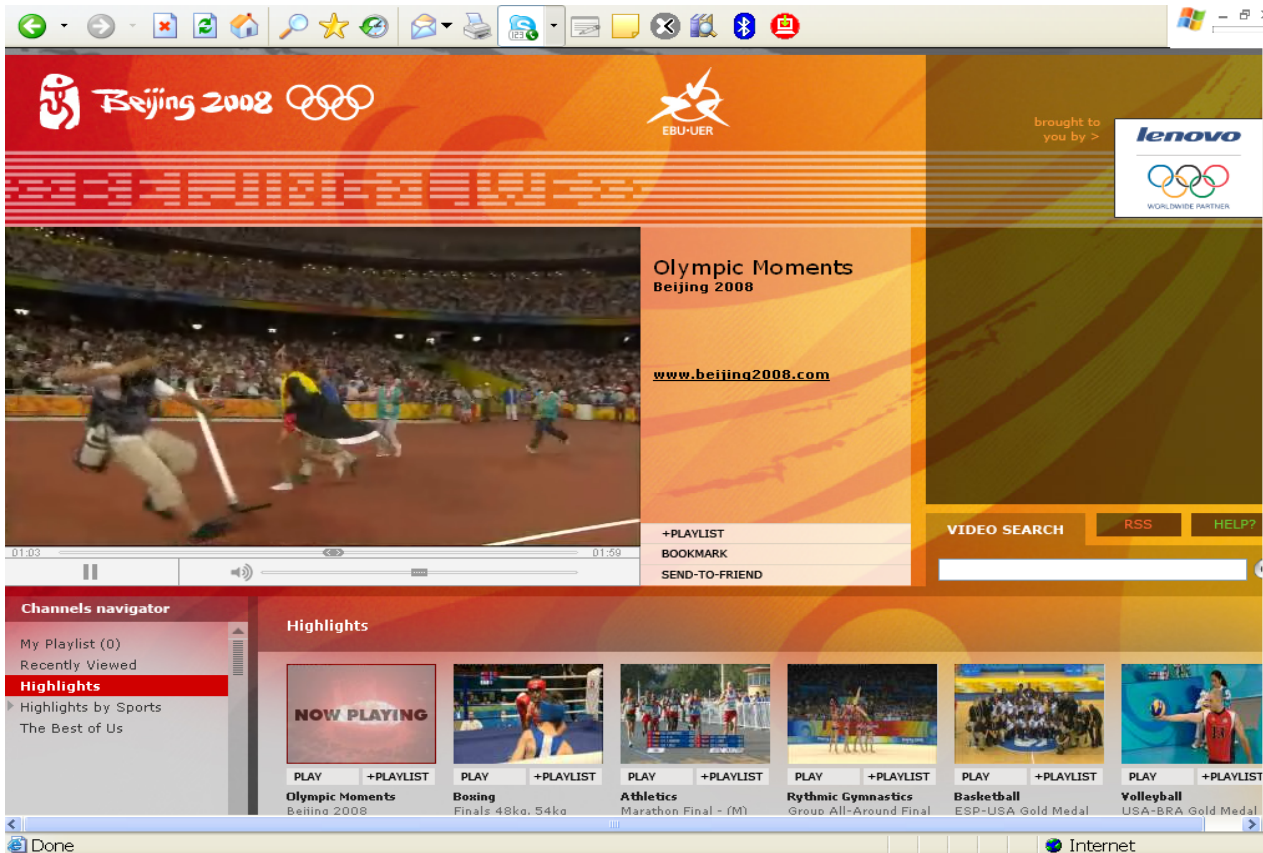 Beijing 2008
EBU•UER
brought to
you by >
lenovo
WORLDWIDE PARTNER
Olympic Moments
Beijing 2008
www.beijing2008.com
+PLAYLIST
BOOKMARK
SEND-TO-FRIEND
VIDEO SEARCH
RSS
HELP?
01:03
01:59
Channels navigator
My Playlist (0)
Recently Viewed
Highlights
Highlights by Sports
The Best of Us
Highlights
NOW PLAYING
PLAY +PLAYLIST PLAY +PLAYLIST PLAY +PLAYLIST PLAY +PLAYLIST PLAY +PLAYLIST PLAY +PLAYLIST
Olympic Moments Boxing Athletics Rythmic Gymnastics Basketball Volleyball
Beijing 2008 Finals 48kg, 54kg Marathon Final - (M) Group All-Around Final ESP-USA Gold Medal USA-BRA Gold Medal
Done
Internet